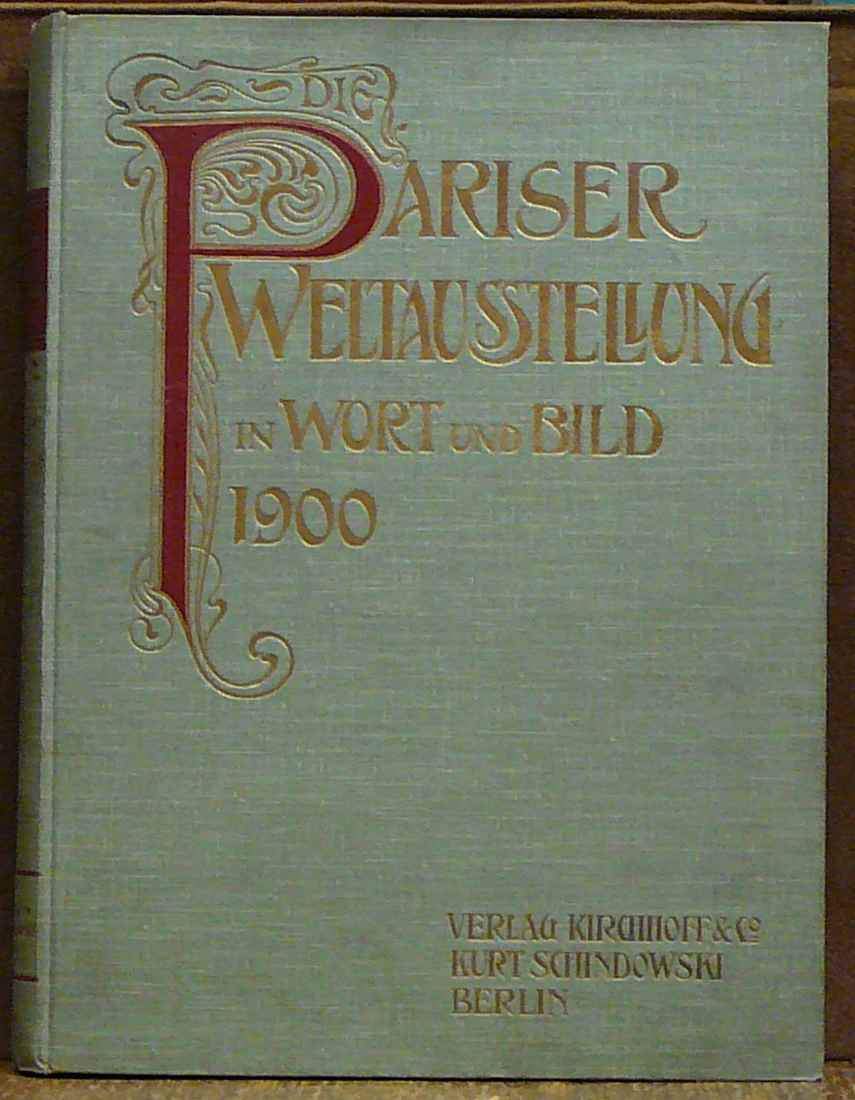 DIE
PARISER
WELTAUSSTELLUNG
IN WORT UND BILD
1900
VERLAG KIRCHHOFF & Co
KURT SCHINDOWSKI
BERLIN